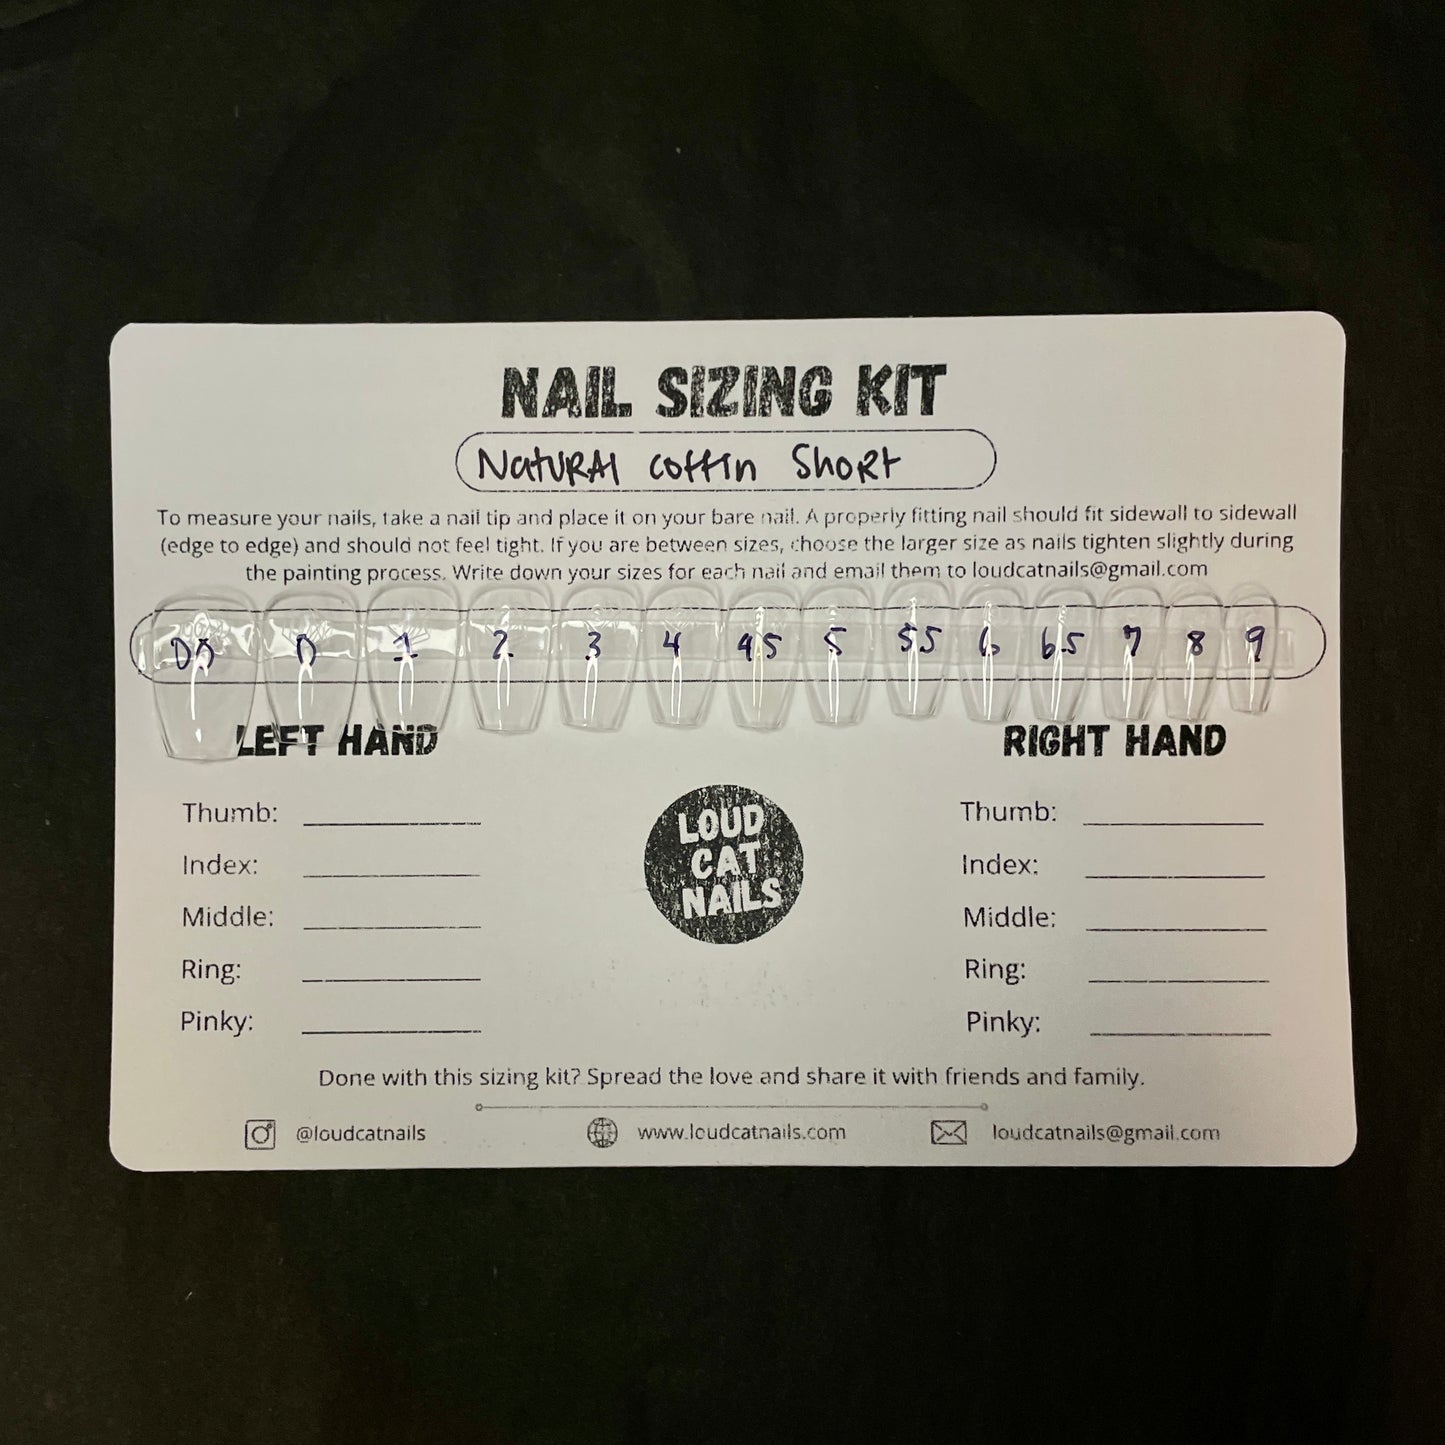 NAIL SIZING KIT
Natural Coffin Short
To measure your nails, take a nail tip and place it on your bare nail. A properly fitting nail should fit sidewall to sidewall
(edge to edge) and should not feel tight. If you are between sizes, choose the larger size as nails tighten slightly during
the painting process. Write down your sizes for each nail and email them to loudcatnails@gmail.com
00 0 1 2 3 4 4.5 5 5.5 6 6.5 7 8 9
LEFT HAND
Thumb:
Index:
Middle:
Ring:
Pinky:
LOUD
CAT
NAILS
RIGHT HAND
Thumb:
Index:
Middle:
Ring:
Pinky:
Done with this sizing kit? Spread the love and share it with friends and family.
@loudcatnails www.loudcatnails.com loudcatnails@gmail.com